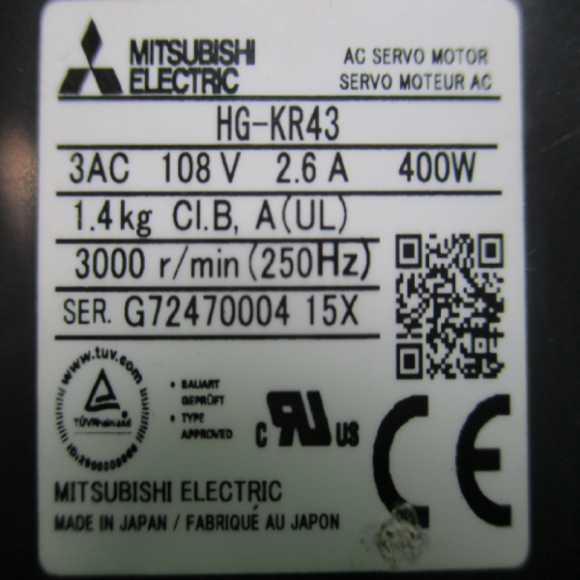 MITSUBISHI
ELECTRIC
AC SERVO MOTOR
SERVO MOTEUR AC
HG-KR43
3AC 108 V 2.6 A 400W
1.4kg Cl.B, A(UL)
3000 r/min (250Hz)
SER. G72470004 15X
www.tuv.com
TÜVRheinland
• BAUART
GEPRÜFT
• TYPE
APPROVED
c RU US
CE
MITSUBISHI ELECTRIC
MADE IN JAPAN / FABRIQUÉ AU JAPON